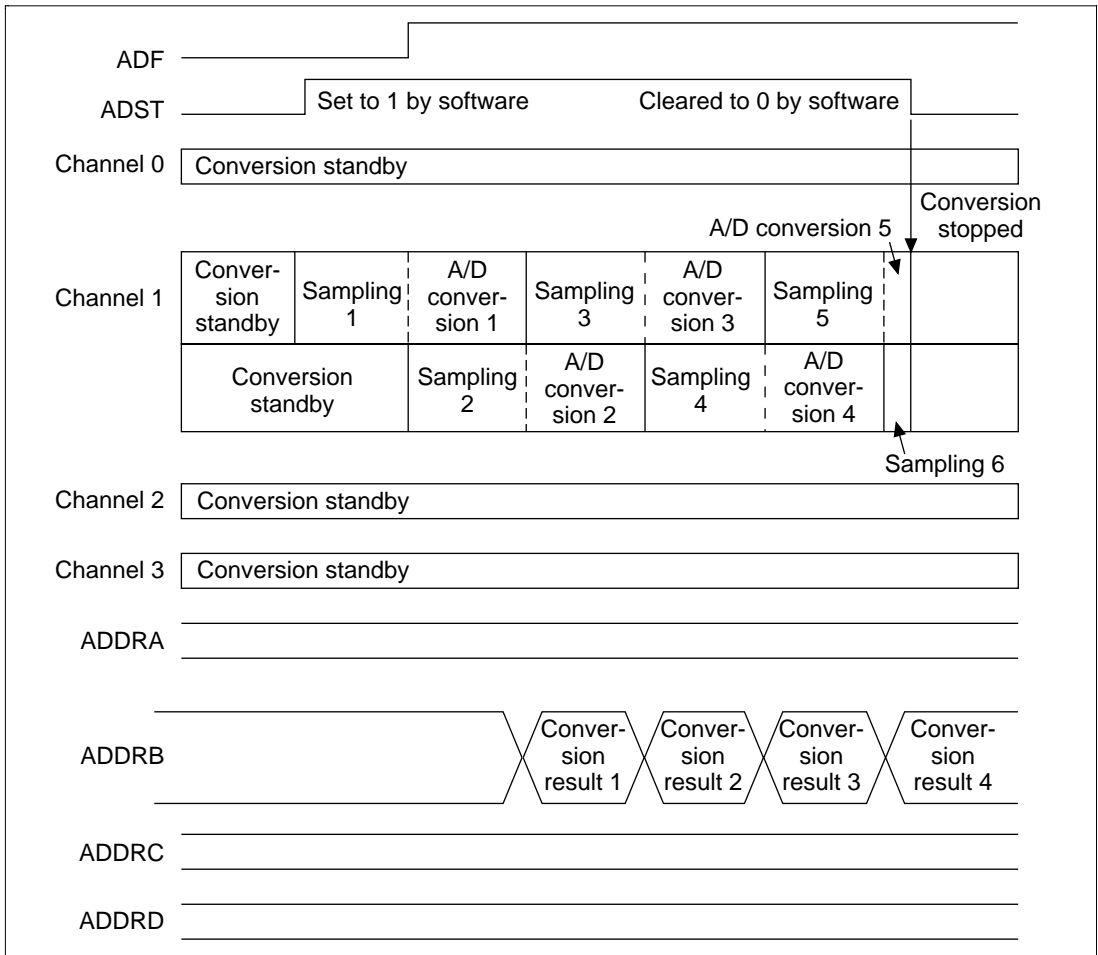 ADF
ADST
Set to 1 by software
Cleared to 0 by software
Channel 0
Conversion standby
Conversion
stopped
A/D conversion 5
Channel 1
Conver-
sion
standby
Sampling
1
A/D
conver-
sion 1
Sampling
3
A/D
conver-
sion 3
Sampling
5
Conversion
standby
Sampling
2
A/D
conver-
sion 2
Sampling
4
A/D
conver-
sion 4
Sampling 6
Channel 2
Conversion standby
Channel 3
Conversion standby
ADDRA
ADDRB
Conver-
sion
result 1
Conver-
sion
result 2
Conver-
sion
result 3
Conver-
sion
result 4
ADDRC
ADDRD